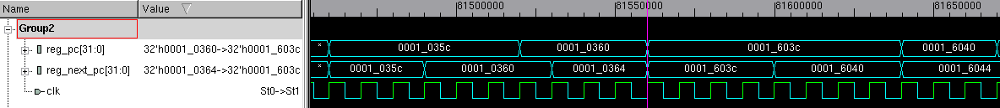 Name Value 81500000 81550000 81600000 81650000
Group2
reg_pc[31:0] 32'h0001_0360->32'h0001_603c * 0001_035c 0001_0360 0001_603c 0001_6040
reg_next_pc[31:0] 32'h0001_0364->32'h0001_603c * 0001_035c 0001_0360 0001_0364 0001_603c 0001_6040 0001_6044
clk St0->St1